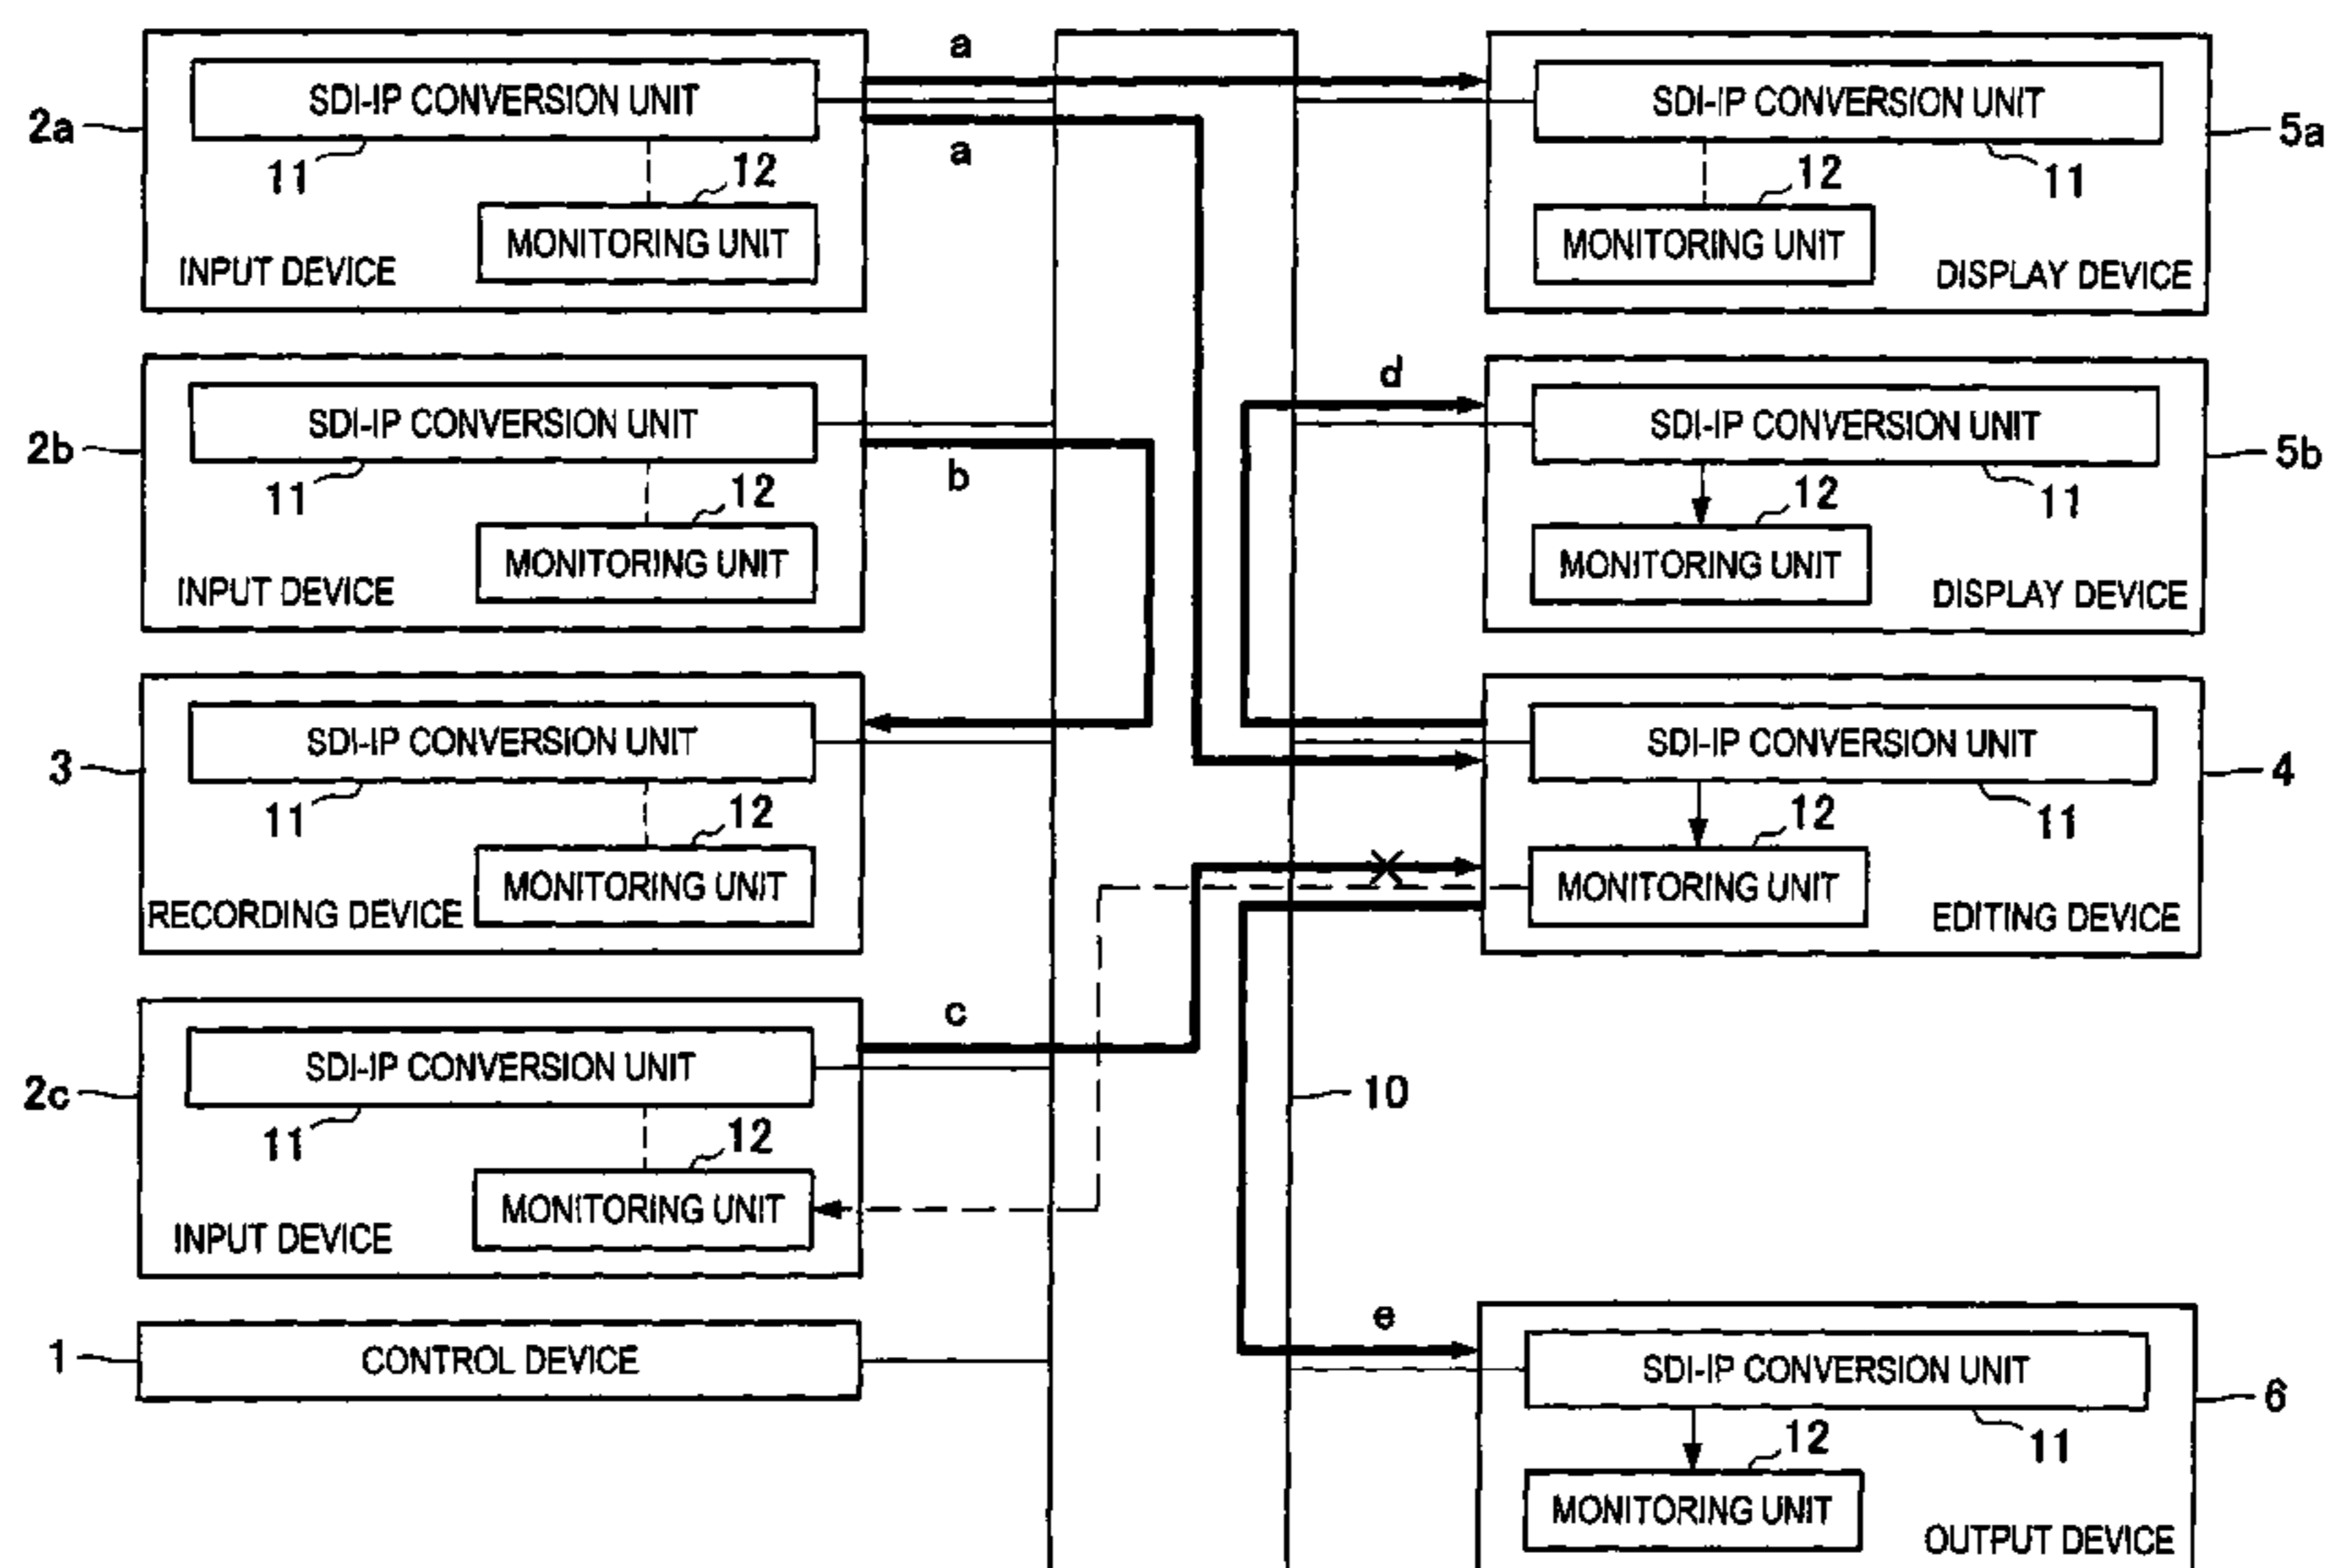 a
SDI-IP CONVERSION UNIT
2a
11
a
12
MONITORING UNIT
INPUT DEVICE
SDI-IP CONVERSION UNIT
5a
11
12
MONITORING UNIT
DISPLAY DEVICE
SDI-IP CONVERSION UNIT
2b
11
b
12
MONITORING UNIT
INPUT DEVICE
d
SDI-IP CONVERSION UNIT
5b
11
12
MONITORING UNIT
DISPLAY DEVICE
SDI-IP CONVERSION UNIT
3
11
12
MONITORING UNIT
RECORDING DEVICE
SDI-IP CONVERSION UNIT
4
11
12
MONITORING UNIT
EDITING DEVICE
c
SDI-IP CONVERSION UNIT
2c
11
12
MONITORING UNIT
INPUT DEVICE
10
1
CONTROL DEVICE
e
SDI-IP CONVERSION UNIT
6
11
12
MONITORING UNIT
OUTPUT DEVICE